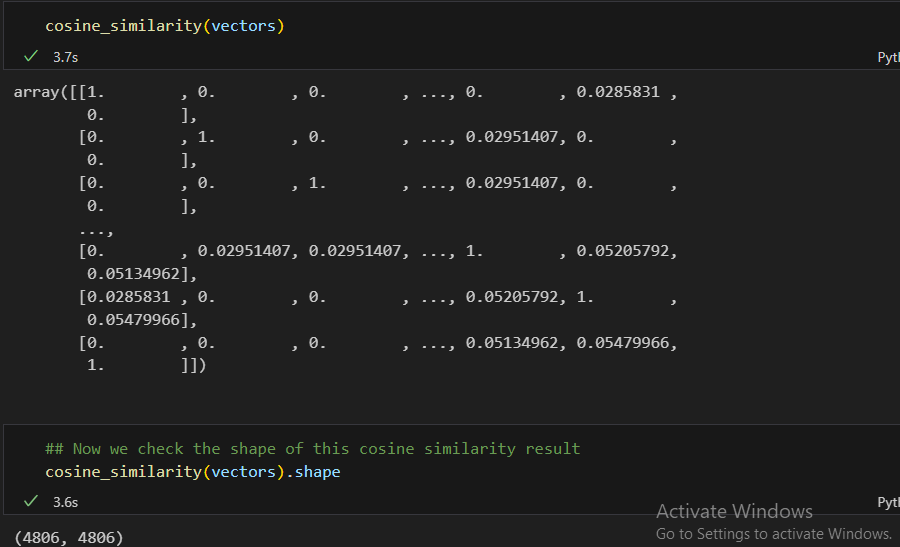 cosine_similarity(vectors)
3.7s
Pyth
array([[1.        , 0.        , 0.        , ..., 0.        , 0.0285831 ,
        0.        ],
       [0.        , 1.        , 0.        , ..., 0.02951407, 0.        ,
        0.        ],
       [0.        , 0.        , 1.        , ..., 0.02951407, 0.        ,
        0.        ],
       ...,
       [0.        , 0.02951407, 0.02951407, ..., 1.        , 0.05205792,
        0.05134962],
       [0.0285831 , 0.        , 0.        , ..., 0.05205792, 1.        ,
        0.05479966],
       [0.        , 0.        , 0.        , ..., 0.05134962, 0.05479966,
        1.        ]])
## Now we check the shape of this cosine similarity result
cosine_similarity(vectors).shape
3.6s
Pyth
Activate Windows
Go to Settings to activate Windows.
(4806, 4806)